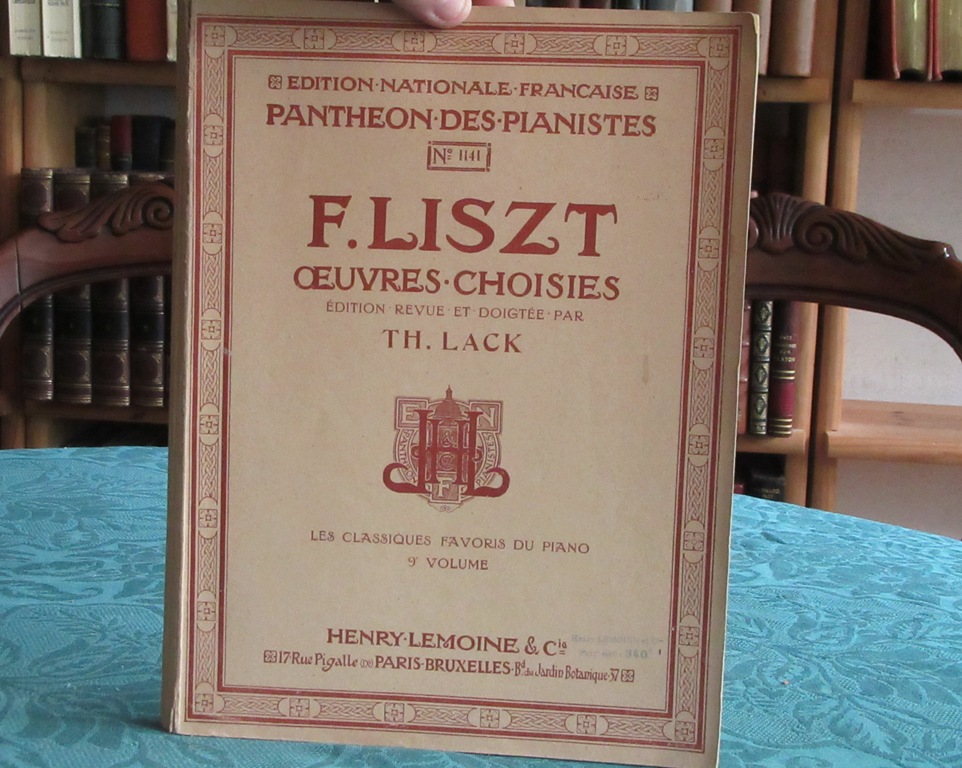 EDITION·NATIONALE·FRANCAISE
PANTHEON·DES·PIANISTES
Nº 1141
F. LISZT
ŒUVRES·CHOISIES
ÉDITION·REVUE·ET·DOIGTÉE·PAR
TH. LACK
LES CLASSIQUES FAVORIS DU PIANO
9e VOLUME
HENRY·LEMOINE & Cie
17·Rue Pigalle PARIS·BRUXELLES·Bd du Jardin Botanique·37